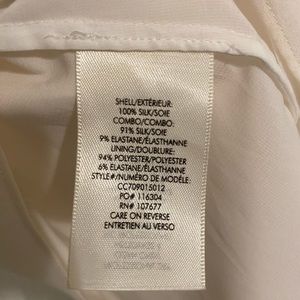 SHELL/EXTÉRIEUR:
100% SILK/SOIE
COMBO/COMBO:
91% SILK/SOIE
9% ELASTANE/ÉLASTHANNE
LINING/DOUBLURE:
94% POLYESTER/POLYESTER
6% ELASTANE/ÉLASTHANNE
STYLE#/NUMÉRO DE MODÈLE:
CC709015012
PO# 116304
RN# 107677
CARE ON REVERSE
ENTRETIEN AU VERSO